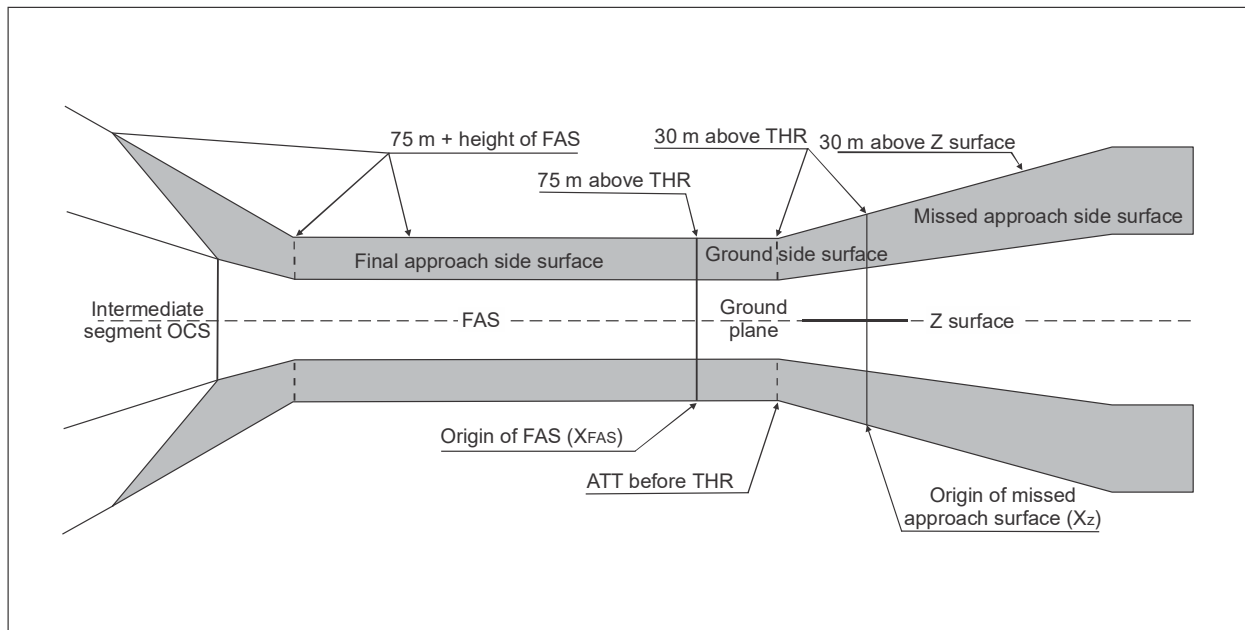 75 m + height of FAS
30 m above THR
30 m above Z surface
75 m above THR
Missed approach side surface
Final approach side surface
Ground side surface
Intermediate
segment OCS
FAS
Ground
plane
Z surface
Origin of FAS (XFAS)
ATT before THR
Origin of missed
approach surface (Xz)